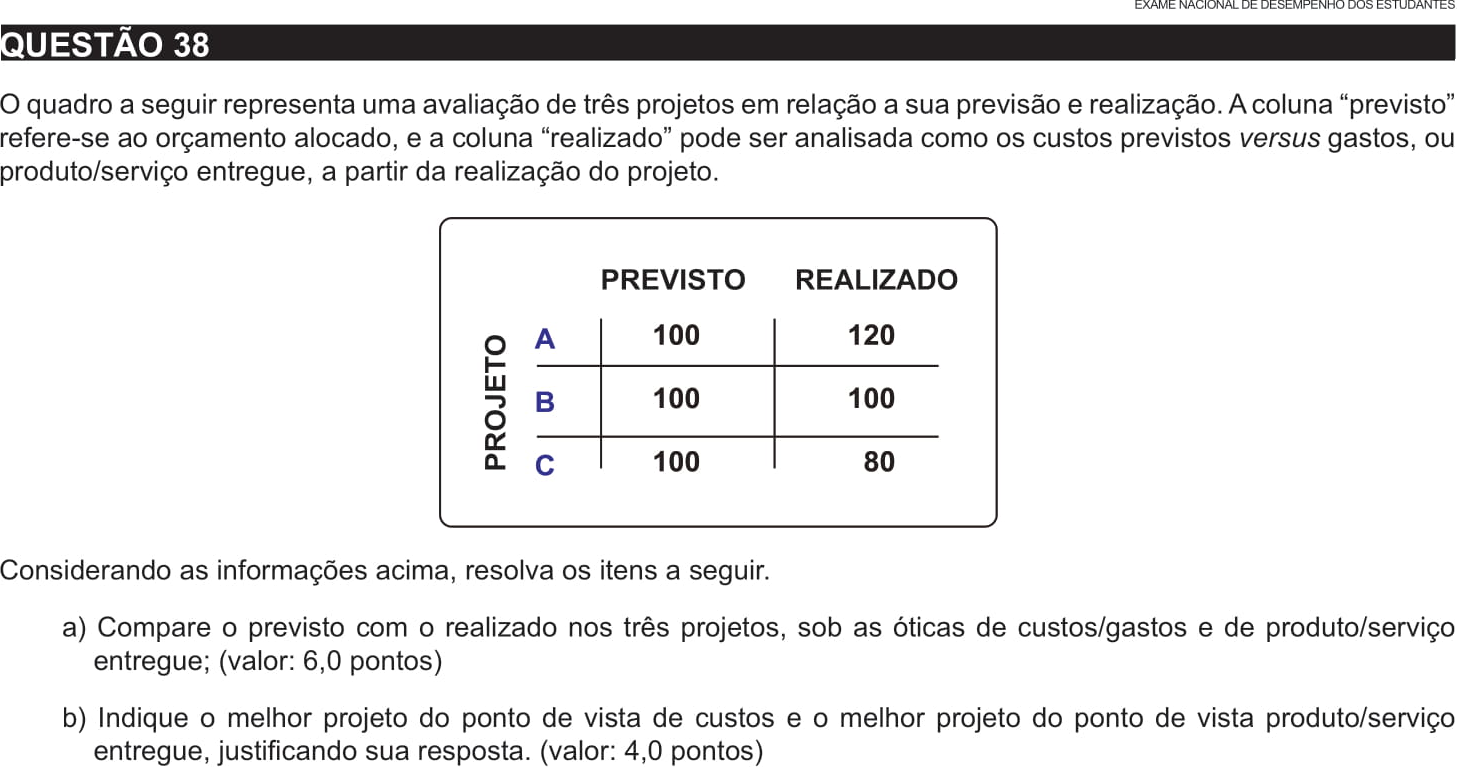 EXAME NACIONAL DE DESEMPENHO DOS ESTUDANTES
QUESTÃO 38
O quadro a seguir representa uma avaliação de três projetos em relação a sua previsão e realização. A coluna “previsto”
refere-se ao orçamento alocado, e a coluna “realizado” pode ser analisada como os custos previstos versus gastos, ou
produto/serviço entregue, a partir da realização do projeto.
PREVISTO REALIZADO
PROJETO
A 100 120
B 100 100
C 100 80
Considerando as informações acima, resolva os itens a seguir.
a) Compare o previsto com o realizado nos três projetos, sob as óticas de custos/gastos e de produto/serviço
entregue; (valor: 6,0 pontos)
b) Indique o melhor projeto do ponto de vista de custos e o melhor projeto do ponto de vista produto/serviço
entregue, justificando sua resposta. (valor: 4,0 pontos)